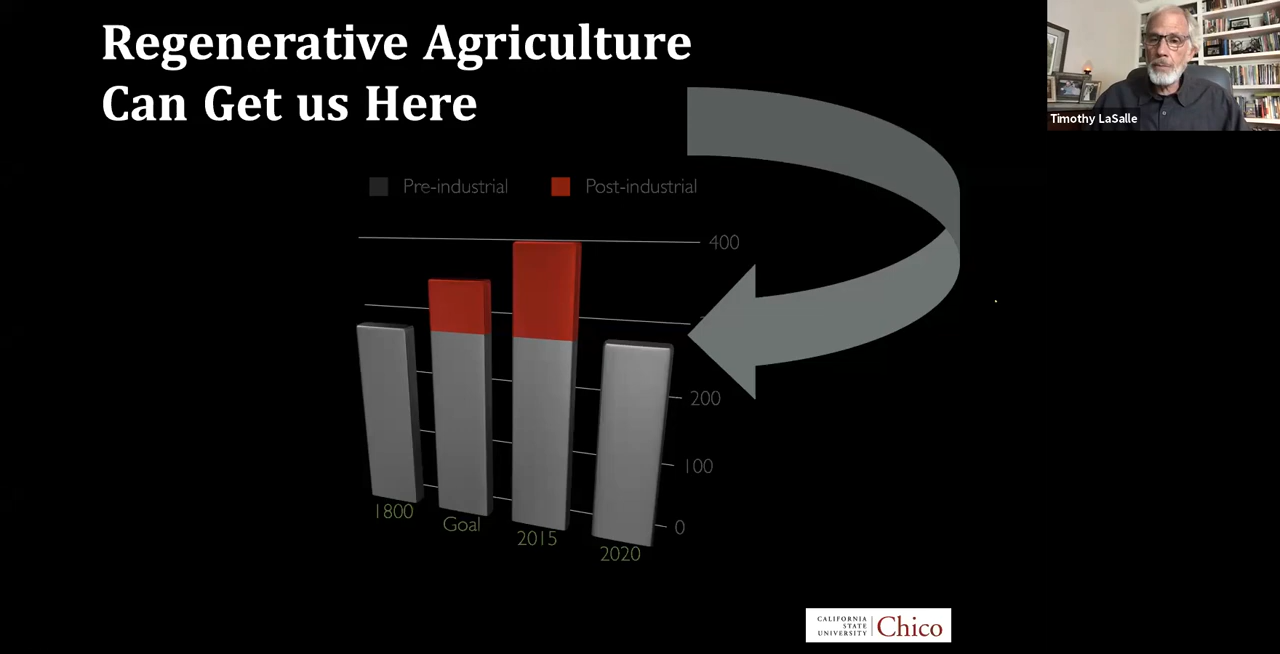 Regenerative Agriculture
Can Get us Here
Timothy LaSalle
Pre-industrial
Post-industrial
400
200
100
0
1800
Goal
2015
2020
CALIFORNIA
STATE
UNIVERSITY
Chico